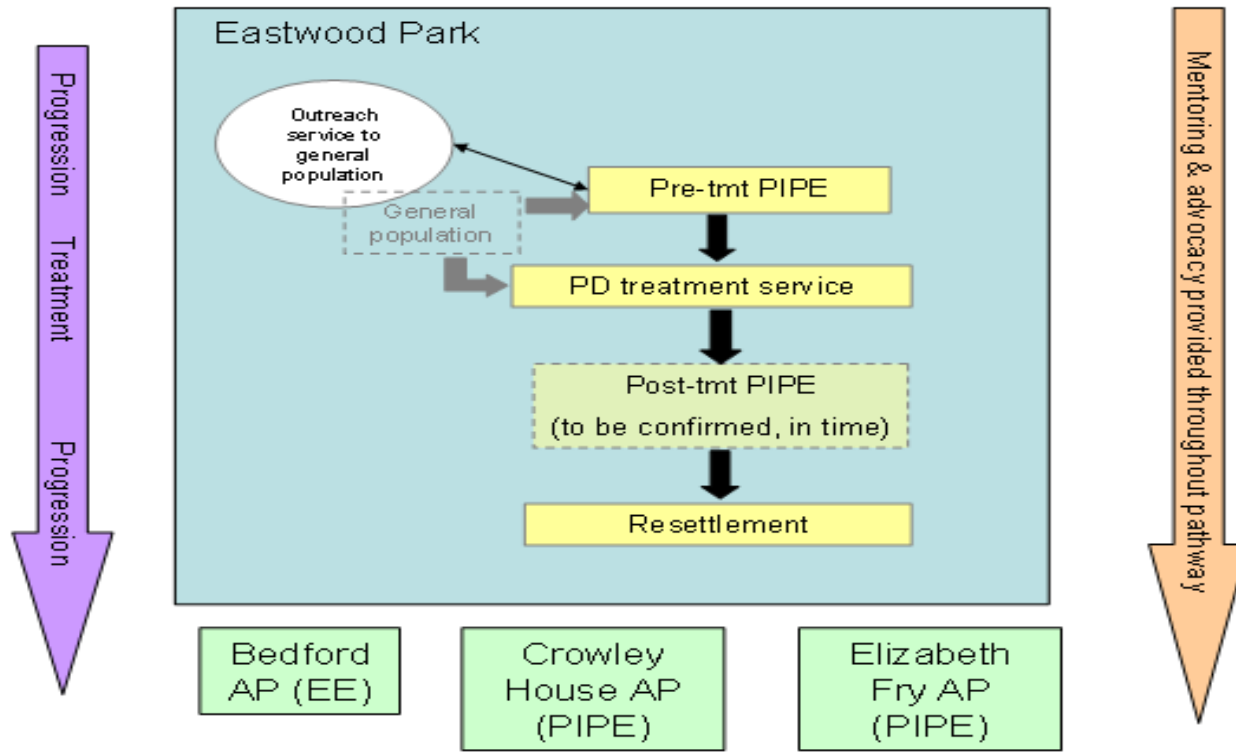 Eastwood Park
Outreach
service to
general
population
General
population
Pre-tmt PIPE
PD treatment service
Post-tmt PIPE
(to be confirmed, in time)
Resettlement
Progression Treatment Progression
Mentoring & advocacy provided throughout pathway
Bedford
AP (EE)
Crowley
House AP
(PIPE)
Elizabeth
Fry AP
(PIPE)